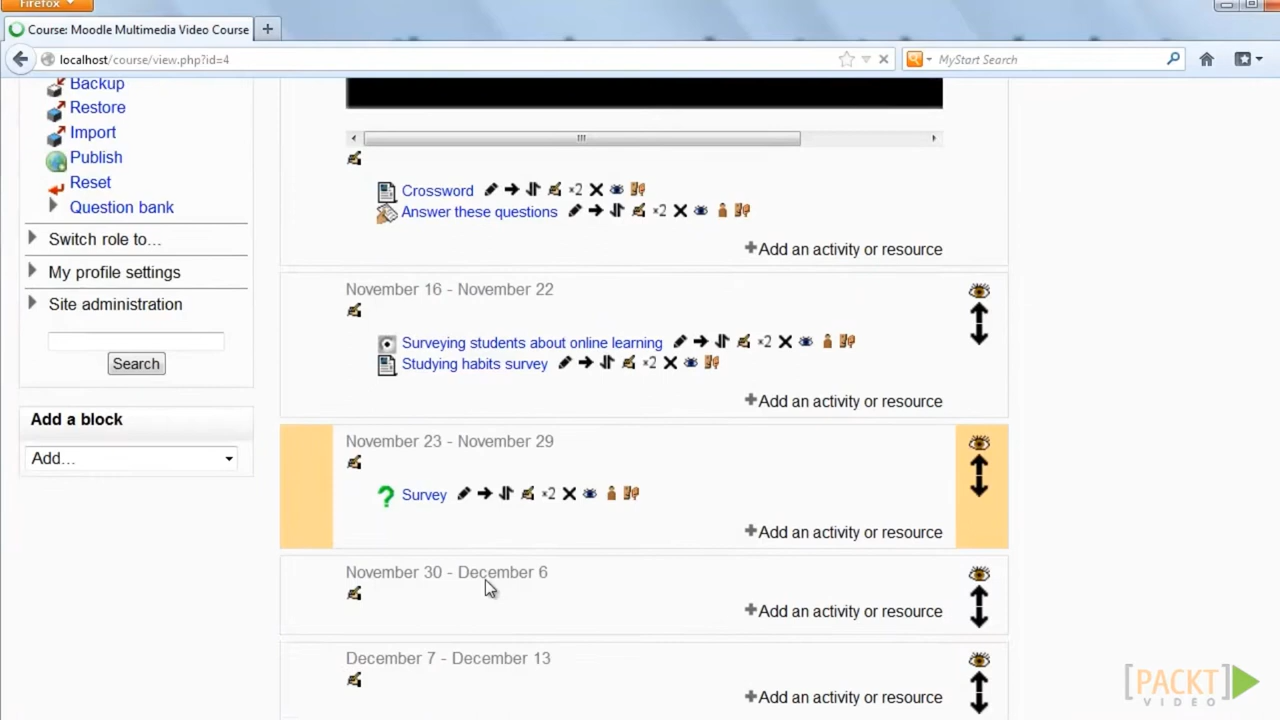 Firefox
Course: Moodle Multimedia Video Course
localhost/course/view.php?id=4
MyStart Search
Backup
Restore
Import
Publish
Reset
Question bank
Switch role to...
My profile settings
Site administration
Search
Add a block
Add...
Crossword ×2
Answer these questions ×2
Add an activity or resource
November 16 - November 22
Surveying students about online learning ×2
Studying habits survey ×2
Add an activity or resource
November 23 - November 29
Survey ×2
Add an activity or resource
November 30 - December 6
Add an activity or resource
December 7 - December 13
Add an activity or resource
[PACKT]
VIDEO